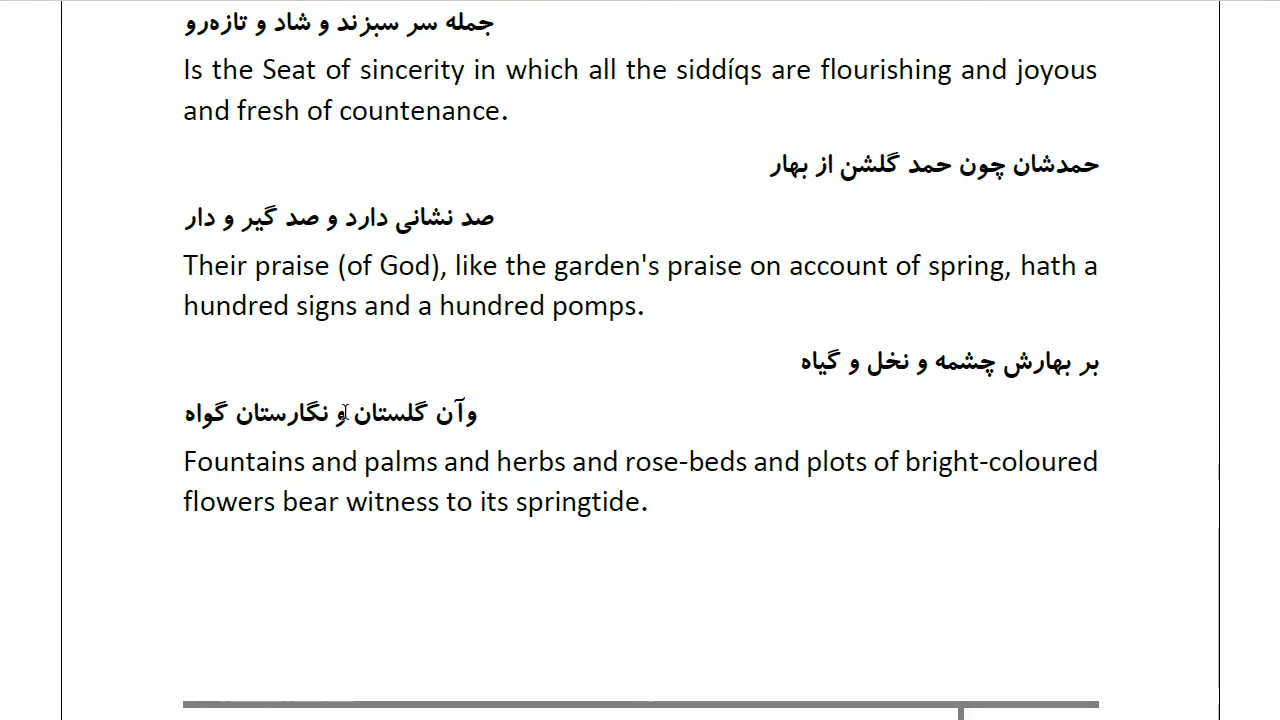 جمله سر سبزند و شاد و تازه‌رو
Is the Seat of sincerity in which all the siddíqs are flourishing and joyous
and fresh of countenance.
حمدشان چون حمد گلشن از بهار
صد نشانی دارد و صد گیر و دار
Their praise (of God), like the garden's praise on account of spring, hath a
hundred signs and a hundred pomps.
بر بهارش چشمه و نخل و گیاه
وآن گلستان و نگارستان گواه
Fountains and palms and herbs and rose-beds and plots of bright-coloured
flowers bear witness to its springtide.